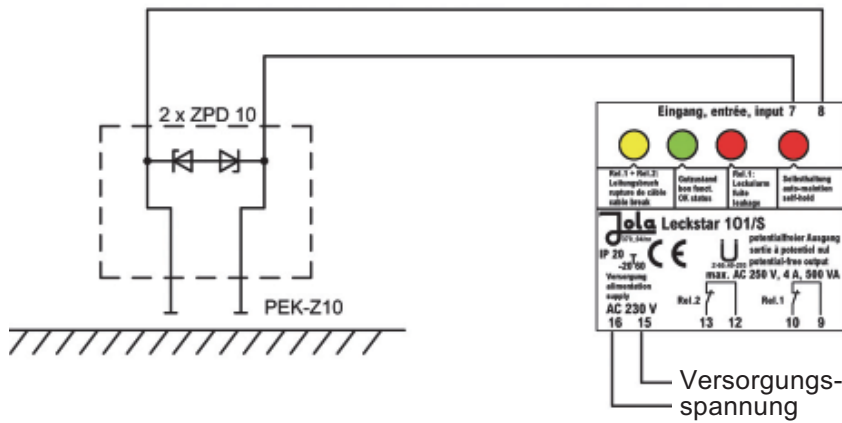 2 x ZPD 10
PEK-Z10
Eingang, entrée, input 7 8
Rel.1 + Rel.2:
Leitungsbruch
rupture de câble
cable break
Gutzustand
bon fonct.
OK status
Rel.1:
Leckalarm
fuite
leakage
Selbsthaltung
auto-maintien
self-hold
Jola Leckstar 101/S
IP 20
-20 T 60
CE
potentialfreier Ausgang
sortie à potentiel nul
potential-free output
max. AC 250 V, 4 A, 500 VA
Versorgung
alimentation
supply
AC 230 V
Rel.2
Rel.1
16 15 13 12 10 9
Versorgungs-
spannung